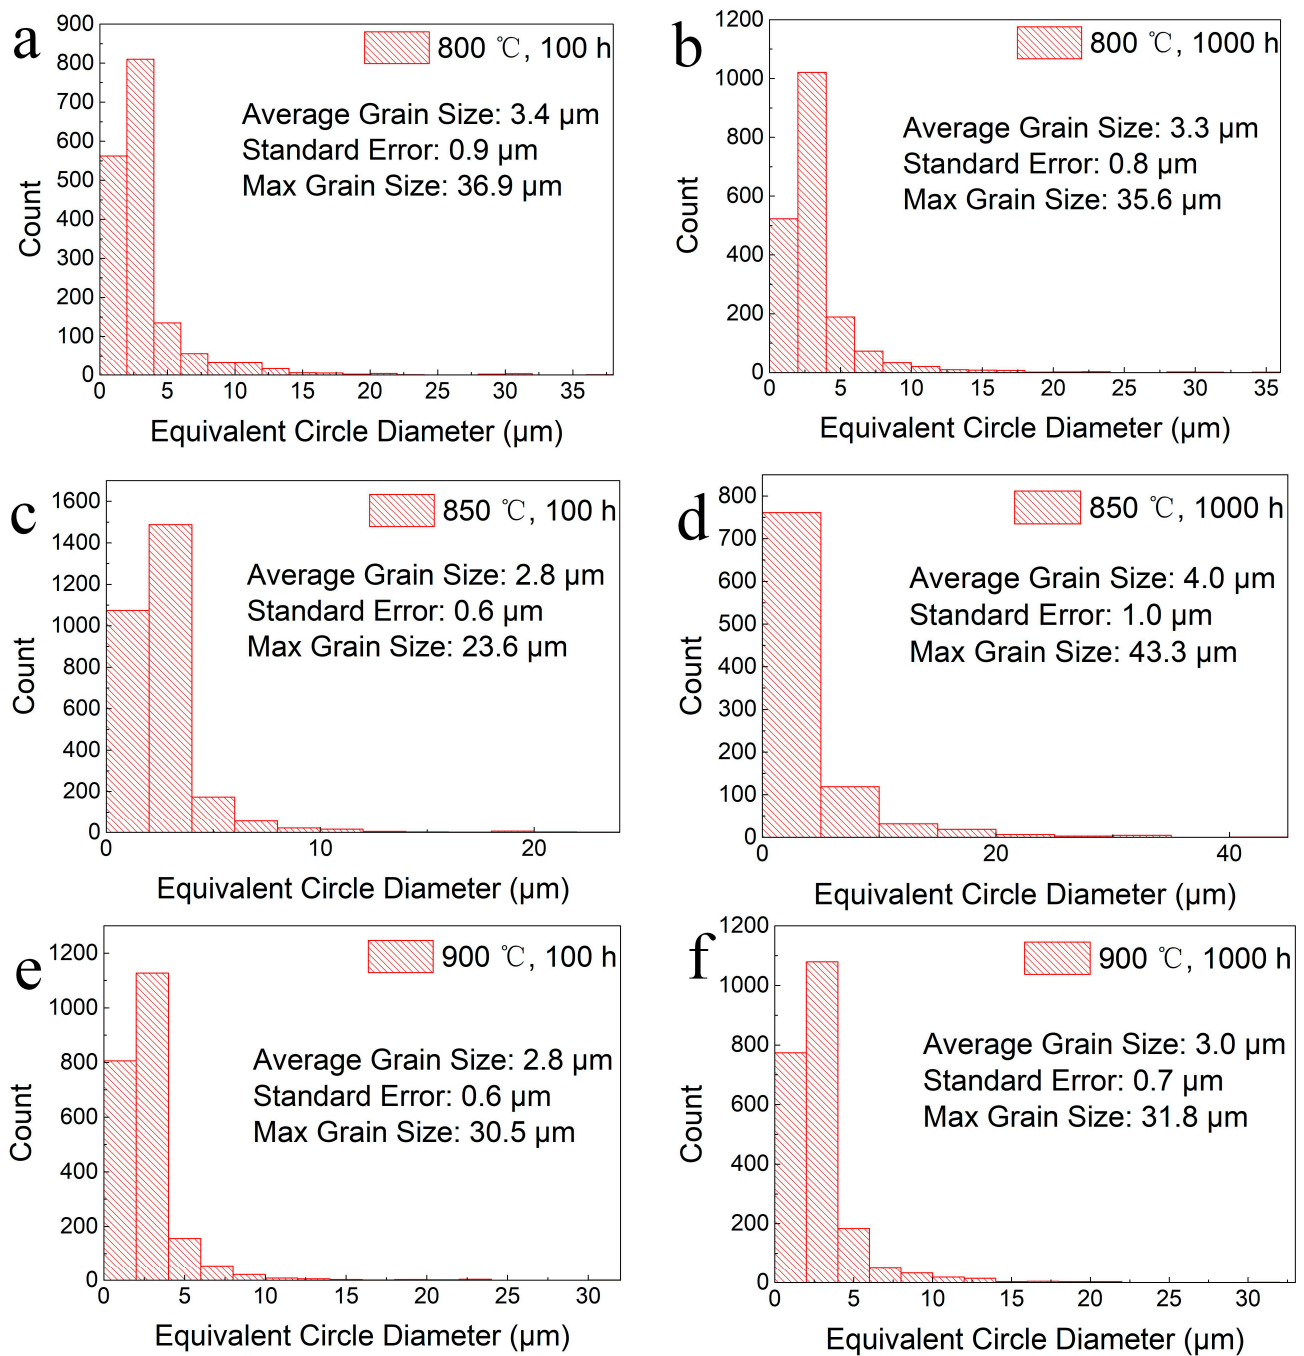 a
800 ℃, 100 h
Average Grain Size: 3.4 µm
Standard Error: 0.9 µm
Max Grain Size: 36.9 µm
Count
900
800
700
600
500
400
300
200
100
0
0 5 10 15 20 25 30 35
Equivalent Circle Diameter (µm)
b
800 ℃, 1000 h
Average Grain Size: 3.3 µm
Standard Error: 0.8 µm
Max Grain Size: 35.6 µm
Count
1200
1000
800
600
400
200
0
0 5 10 15 20 25 30 35
Equivalent Circle Diameter (µm)
c
850 ℃, 100 h
Average Grain Size: 2.8 µm
Standard Error: 0.6 µm
Max Grain Size: 23.6 µm
Count
1600
1400
1200
1000
800
600
400
200
0
0 10 20
Equivalent Circle Diameter (µm)
d
850 ℃, 1000 h
Average Grain Size: 4.0 µm
Standard Error: 1.0 µm
Max Grain Size: 43.3 µm
Count
800
700
600
500
400
300
200
100
0
0 20 40
Equivalent Circle Diameter (µm)
e
900 ℃, 100 h
Average Grain Size: 2.8 µm
Standard Error: 0.6 µm
Max Grain Size: 30.5 µm
Count
1200
1000
800
600
400
200
0
0 5 10 15 20 25 30
Equivalent Circle Diameter (µm)
f
900 ℃, 1000 h
Average Grain Size: 3.0 µm
Standard Error: 0.7 µm
Max Grain Size: 31.8 µm
Count
1200
1000
800
600
400
200
0
0 5 10 15 20 25 30
Equivalent Circle Diameter (µm)